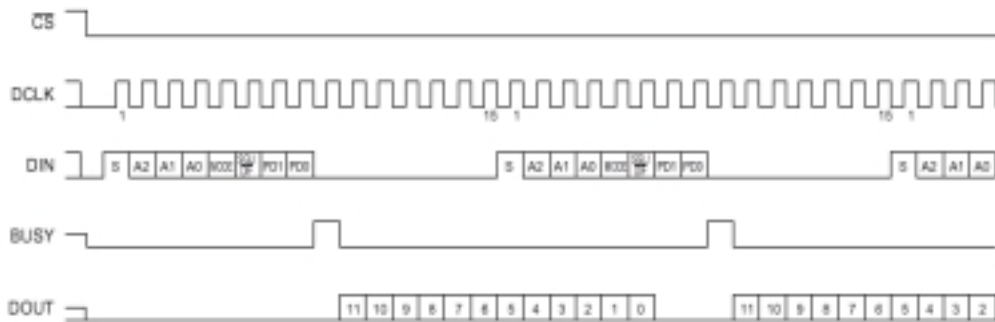 CS
DCLK
1 15 1 15 1
DIN
S A2 A1 A0 MODE PD1 PD0 S A2 A1 A0 MODE PD1 PD0 S A2 A1 A0
BUSY
DOUT
11 10 9 8 7 6 5 4 3 2 1 0 11 10 9 8 7 6 5 4 3 2